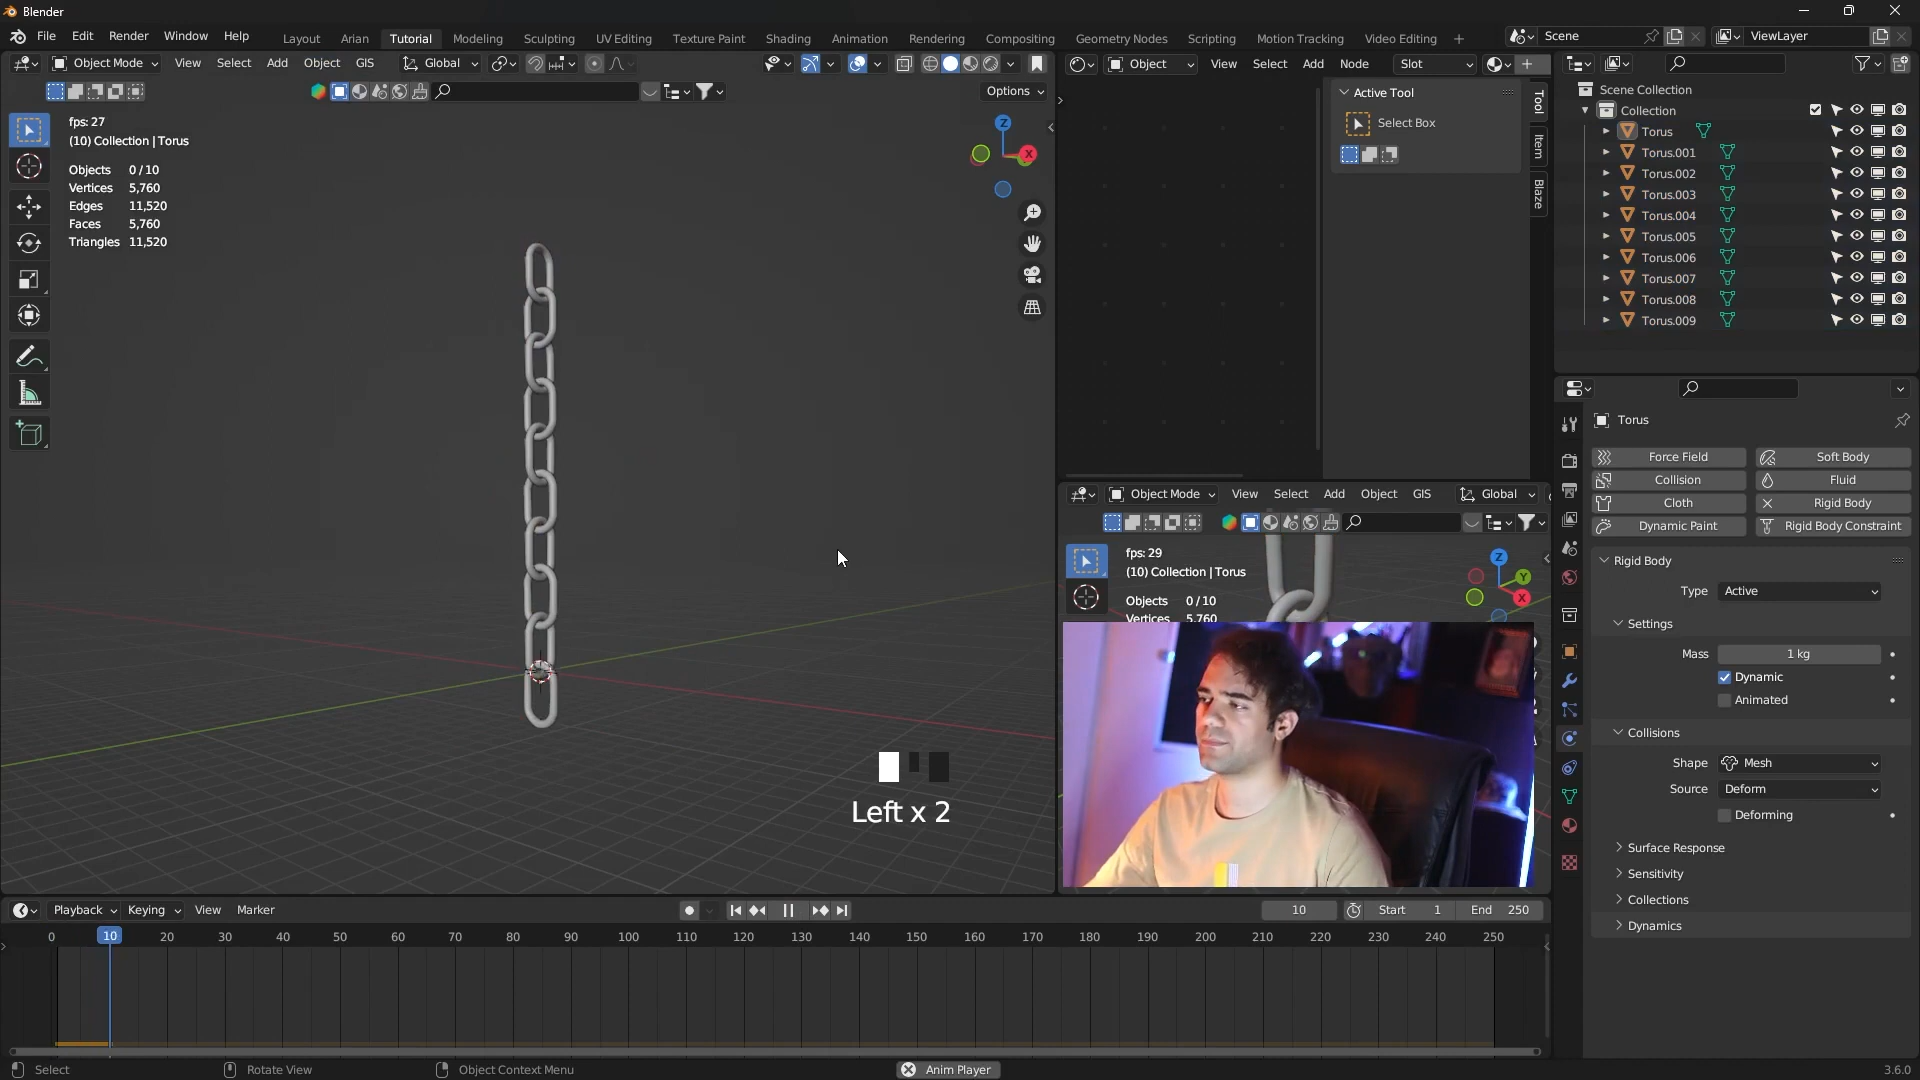 Blender
File Edit Render Window Help Layout Arian Tutorial Modeling Sculpting UV Editing Texture Paint Shading Animation Rendering Compositing Geometry Nodes Scripting Motion Tracking Video Editing + Scene ViewLayer
Object Mode View Select Add Object GIS Global
Options
fps: 27
(10) Collection | Torus
Objects 0/10
Vertices 5,760
Edges 11,520
Faces 5,760
Triangles 11,520
Z
X
Left x 2
Object View Select Add Node Slot
Active Tool
Select Box
Tool
Item
Blaze
Object Mode View Select Add Object GIS Global
fps: 29
(10) Collection | Torus
Objects 0/10
Vertices 5,760
Z
Y
X
Scene Collection
Collection
Torus
Torus.001
Torus.002
Torus.003
Torus.004
Torus.005
Torus.006
Torus.007
Torus.008
Torus.009
Torus
Force Field Soft Body
Collision Fluid
Cloth Rigid Body
Dynamic Paint Rigid Body Constraint
Rigid Body
Type Active
Settings
Mass 1 kg
Dynamic
Animated
Collisions
Shape Mesh
Source Deform
Deforming
Surface Response
Sensitivity
Collections
Dynamics
Playback Keying View Marker 10 Start 1 End 250
0 10 20 30 40 50 60 70 80 90 100 110 120 130 140 150 160 170 180 190 200 210 220 230 240 250
Select Rotate View Object Context Menu Anim Player 3.6.0